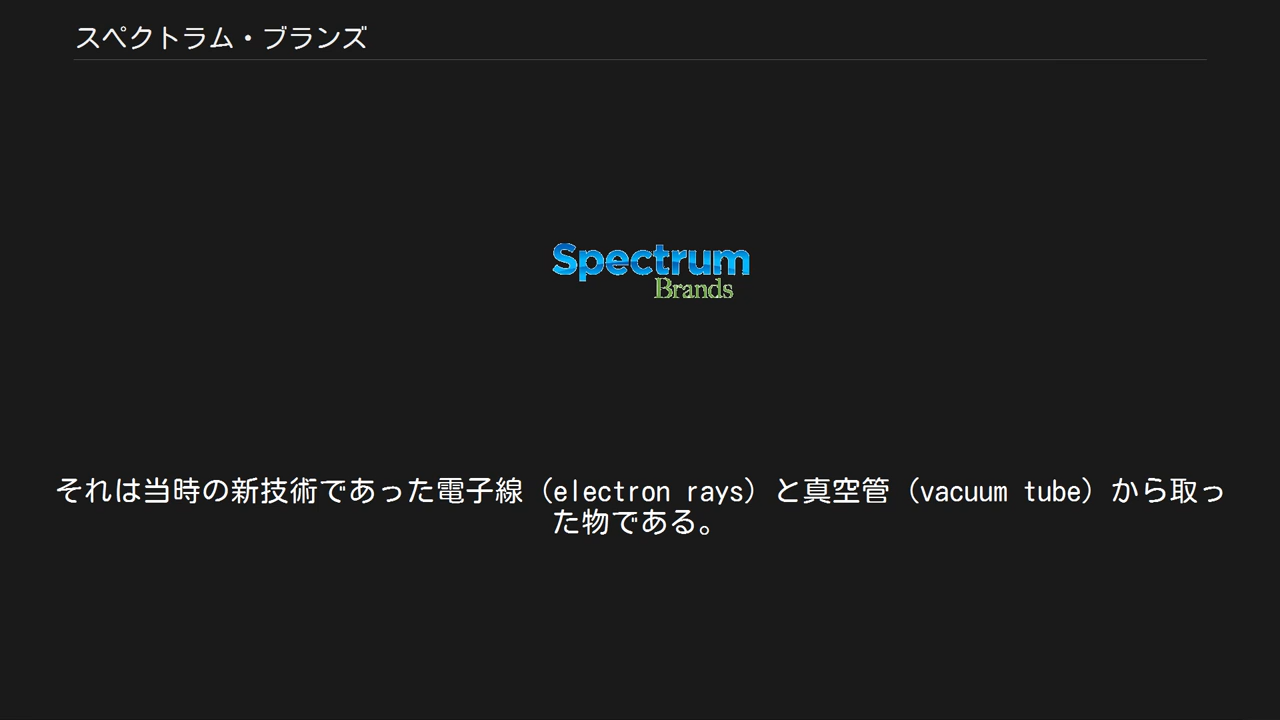 スペクトラム・ブランズ
Spectrum
Brands
それは当時の新技術であった電子線（electron rays）と真空管（vacuum tube）から取っ
た物である。